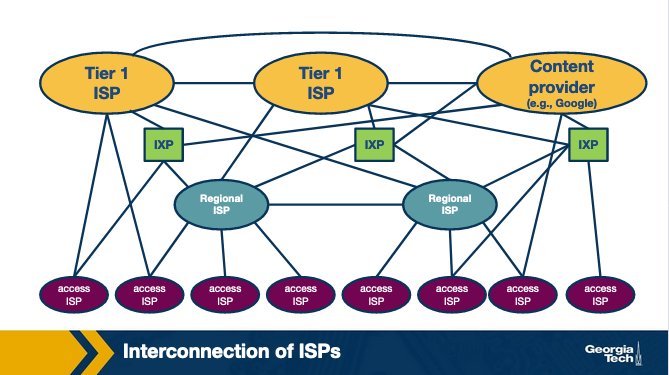 Tier 1
ISP
Tier 1
ISP
Content
provider
(e.g., Google)
IXP
IXP
IXP
Regional
ISP
Regional
ISP
access
ISP
access
ISP
access
ISP
access
ISP
access
ISP
access
ISP
access
ISP
access
ISP
Interconnection of ISPs
Georgia
Tech